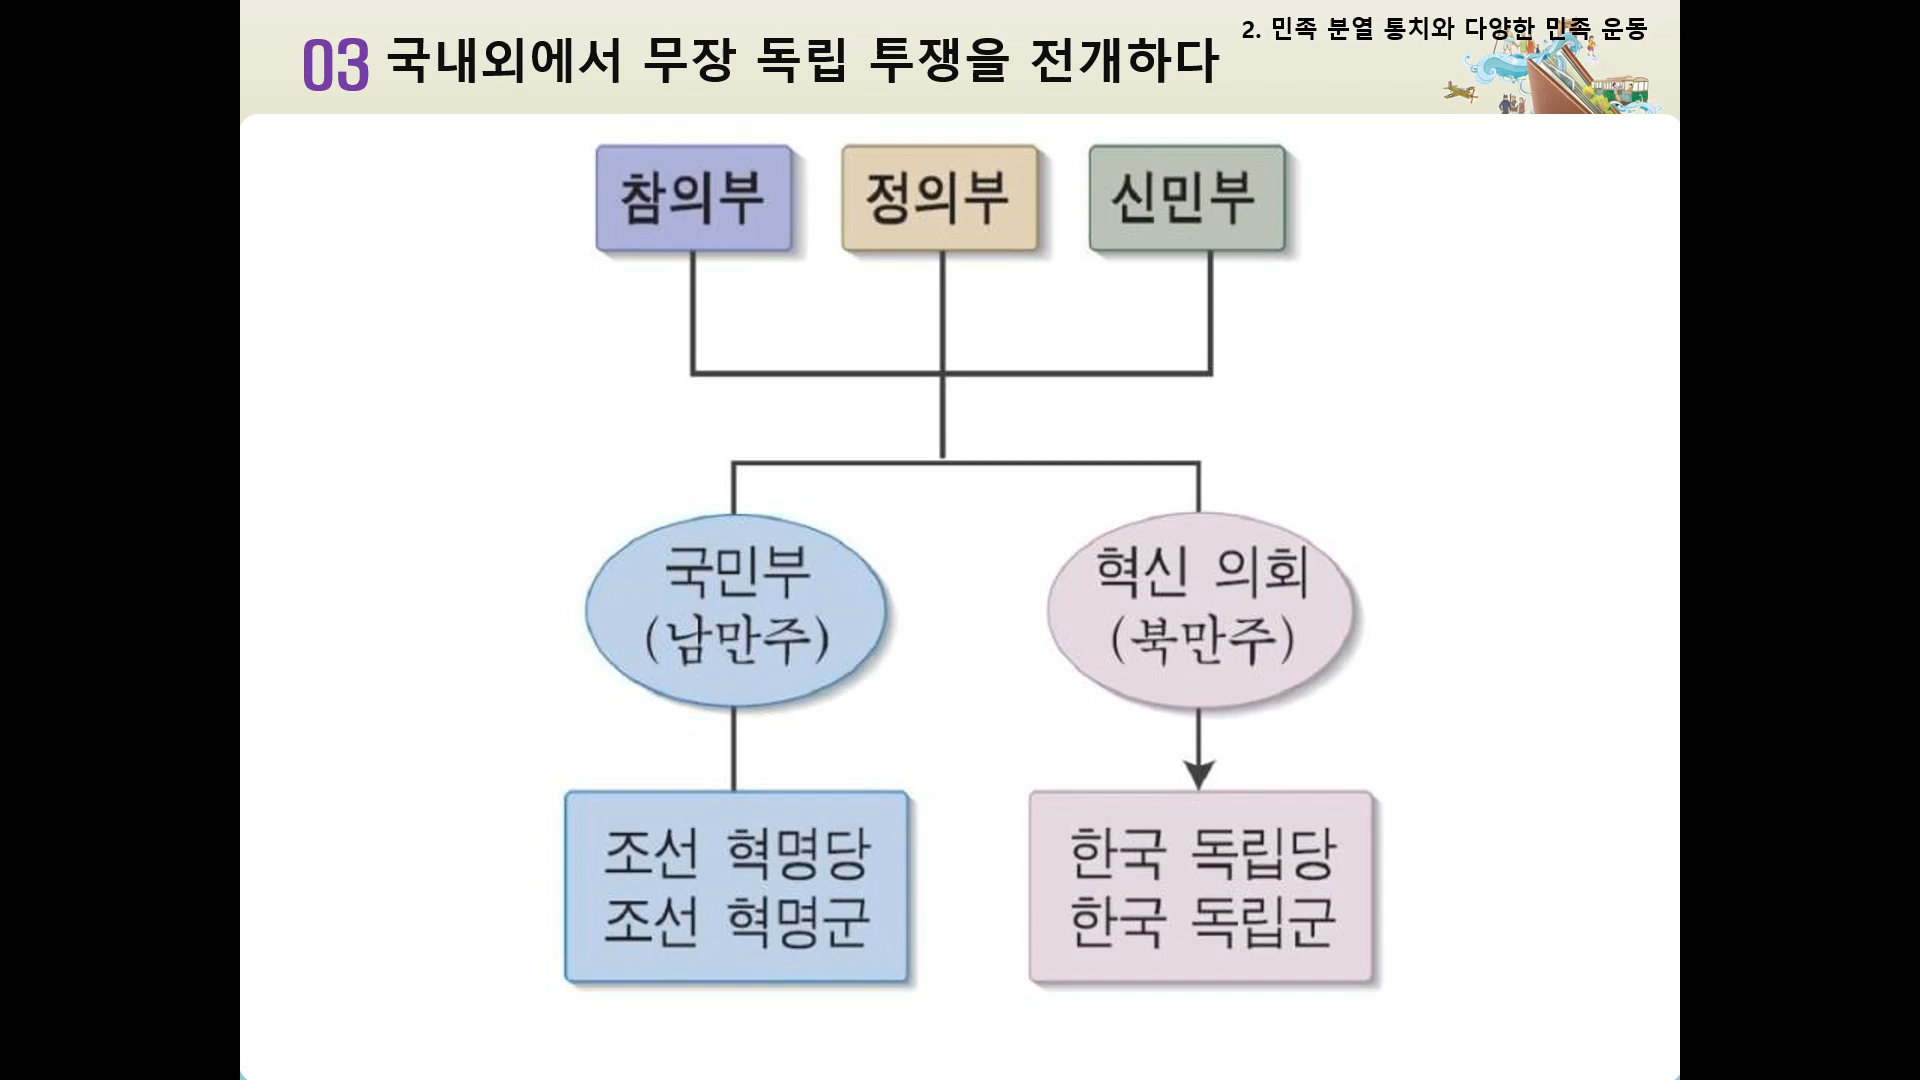 2. 민족 분열 통치와 다양한 민족 운동
03 국내외에서 무장 독립 투쟁을 전개하다
참의부
정의부
신민부
국민부
(남만주)
혁신 의회
(북만주)
조선 혁명당
조선 혁명군
한국 독립당
한국 독립군